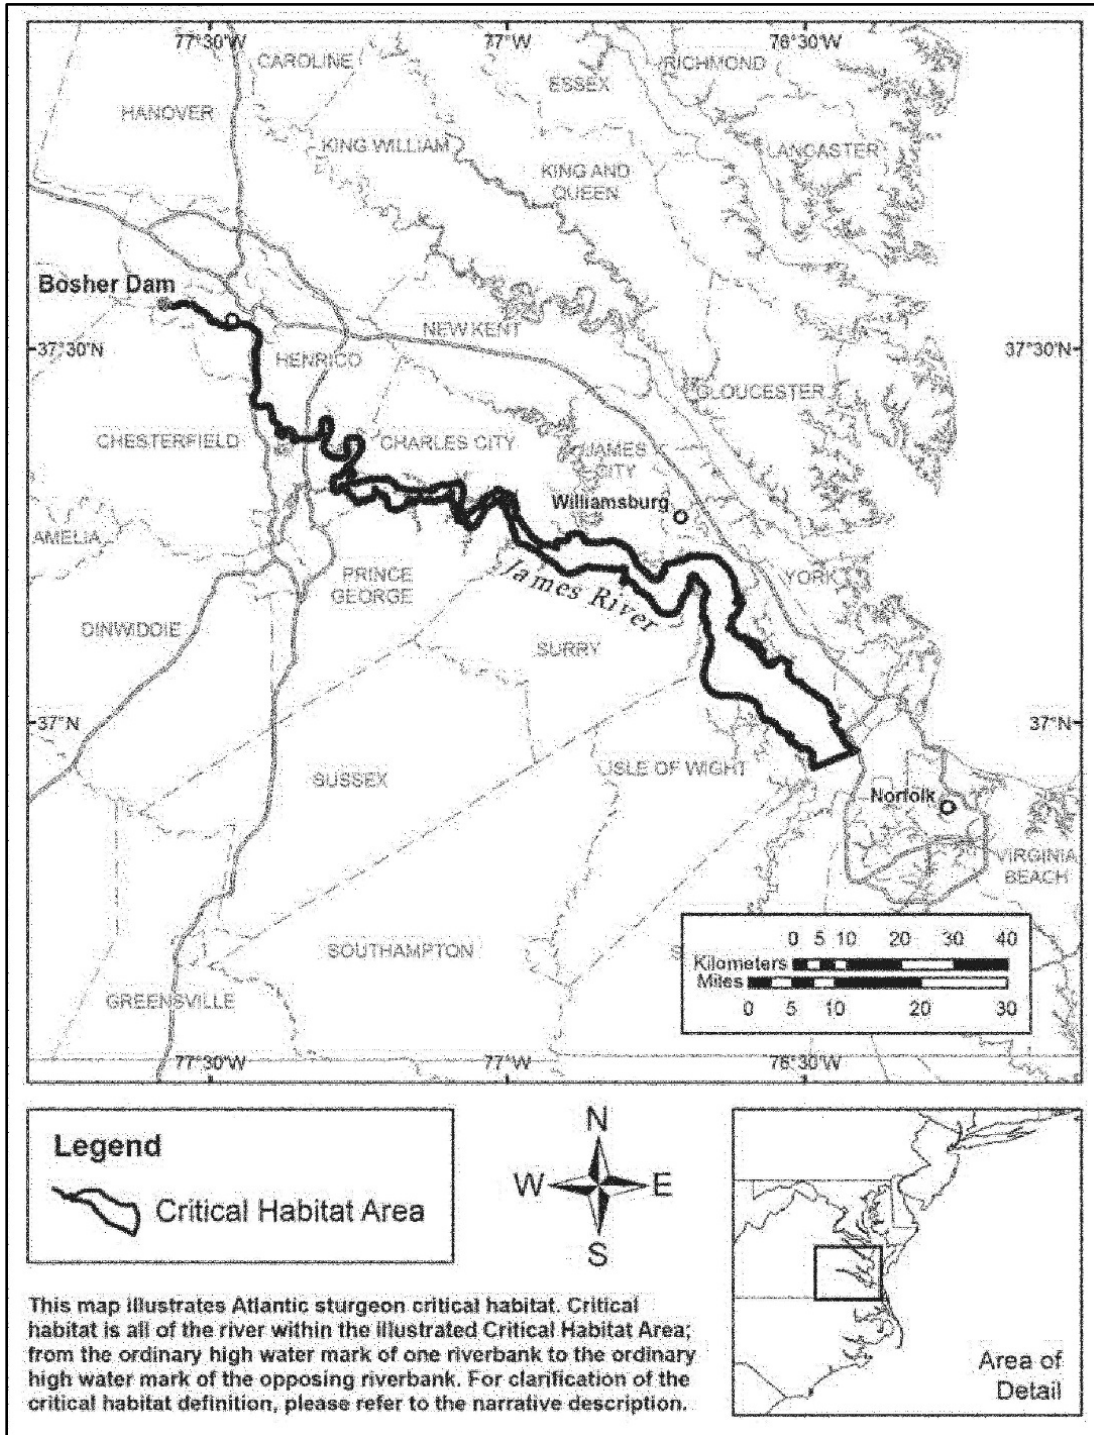 77°30'W 77°W 76°30'W
CAROLINE
RICHMOND
ESSEX
HANOVER
KING WILLIAM
LANCASTER
KING AND
QUEEN
Bosher Dam
NEW KENT
37°30'N 37°30'N
HENRICO
GLOUCESTER
CHESTERFIELD
CHARLES CITY
JAMES
CITY
Williamsburg
AMELIA
PRINCE
GEORGE
James River
YORK
DINWIDDIE
SURRY
37°N 37°N
SUSSEX
ISLE OF WIGHT
Norfolk
VIRGINIA
BEACH
SOUTHAMPTON
S
GREENSVILLE
0 5 10 20 30 40
Kilometers
Miles
0 5 10 20 30
77°30'W 77°W 76°30'W
Legend
Critical Habitat Area
N
W E
S
This map illustrates Atlantic sturgeon critical habitat. Critical
habitat is all of the river within the illustrated Critical Habitat Area;
from the ordinary high water mark of one riverbank to the ordinary
high water mark of the opposing riverbank. For clarification of the
critical habitat definition, please refer to the narrative description.
Area of
Detail